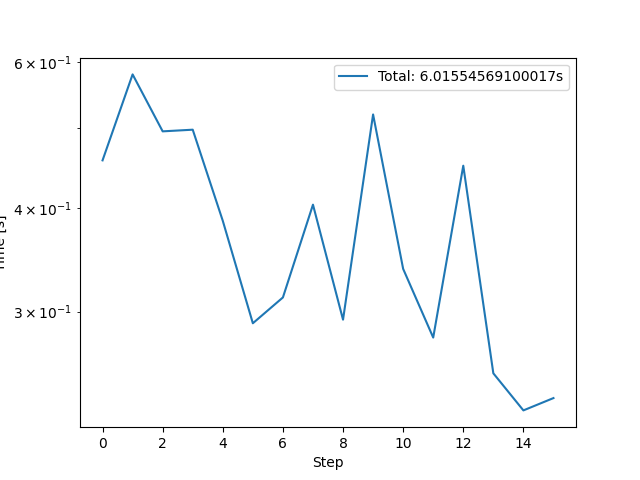 Total: 6.01554569100017s
6 × 10⁻¹
4 × 10⁻¹
3 × 10⁻¹
Time [s]
0 2 4 6 8 10 12 14
Step